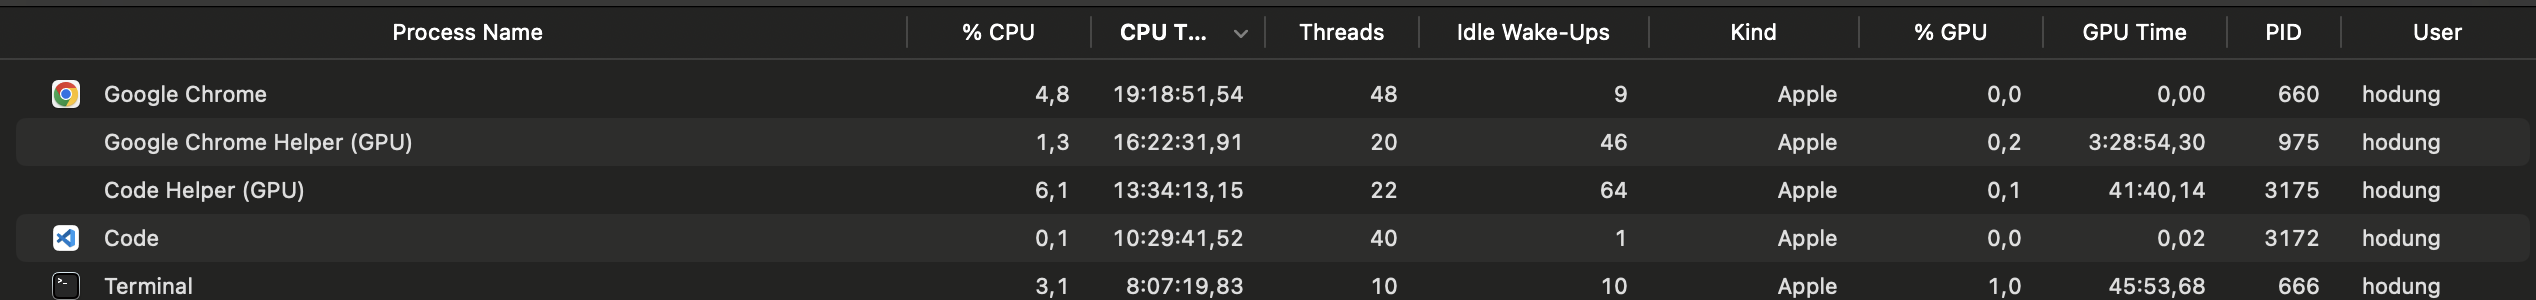 Process Name % CPU CPU T... Threads Idle Wake-Ups Kind % GPU GPU Time PID User
Google Chrome 4,8 19:18:51,54 48 9 Apple 0,0 0,00 660 hodung
Google Chrome Helper (GPU) 1,3 16:22:31,91 20 46 Apple 0,2 3:28:54,30 975 hodung
Code Helper (GPU) 6,1 13:34:13,15 22 64 Apple 0,1 41:40,14 3175 hodung
Code 0,1 10:29:41,52 40 1 Apple 0,0 0,02 3172 hodung
Terminal 3,1 8:07:19,83 10 10 Apple 1,0 45:53,68 666 hodung